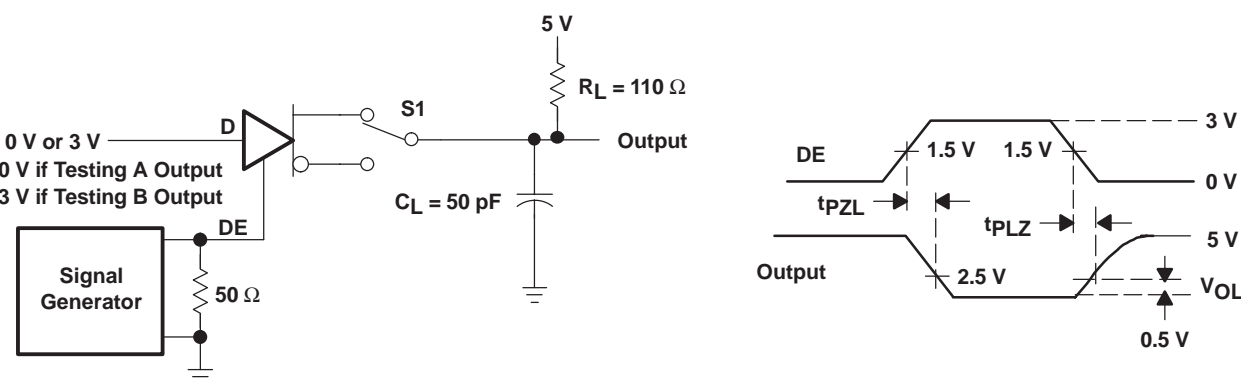 5 V
RL = 110 Ω
S1
D
0 V or 3 V
Output
0 V if Testing A Output
3 V if Testing B Output
CL = 50 pF
DE
Signal
Generator
50 Ω
3 V
DE
1.5 V
1.5 V
0 V
tPZL
tPLZ
5 V
Output
2.5 V
VOL
0.5 V